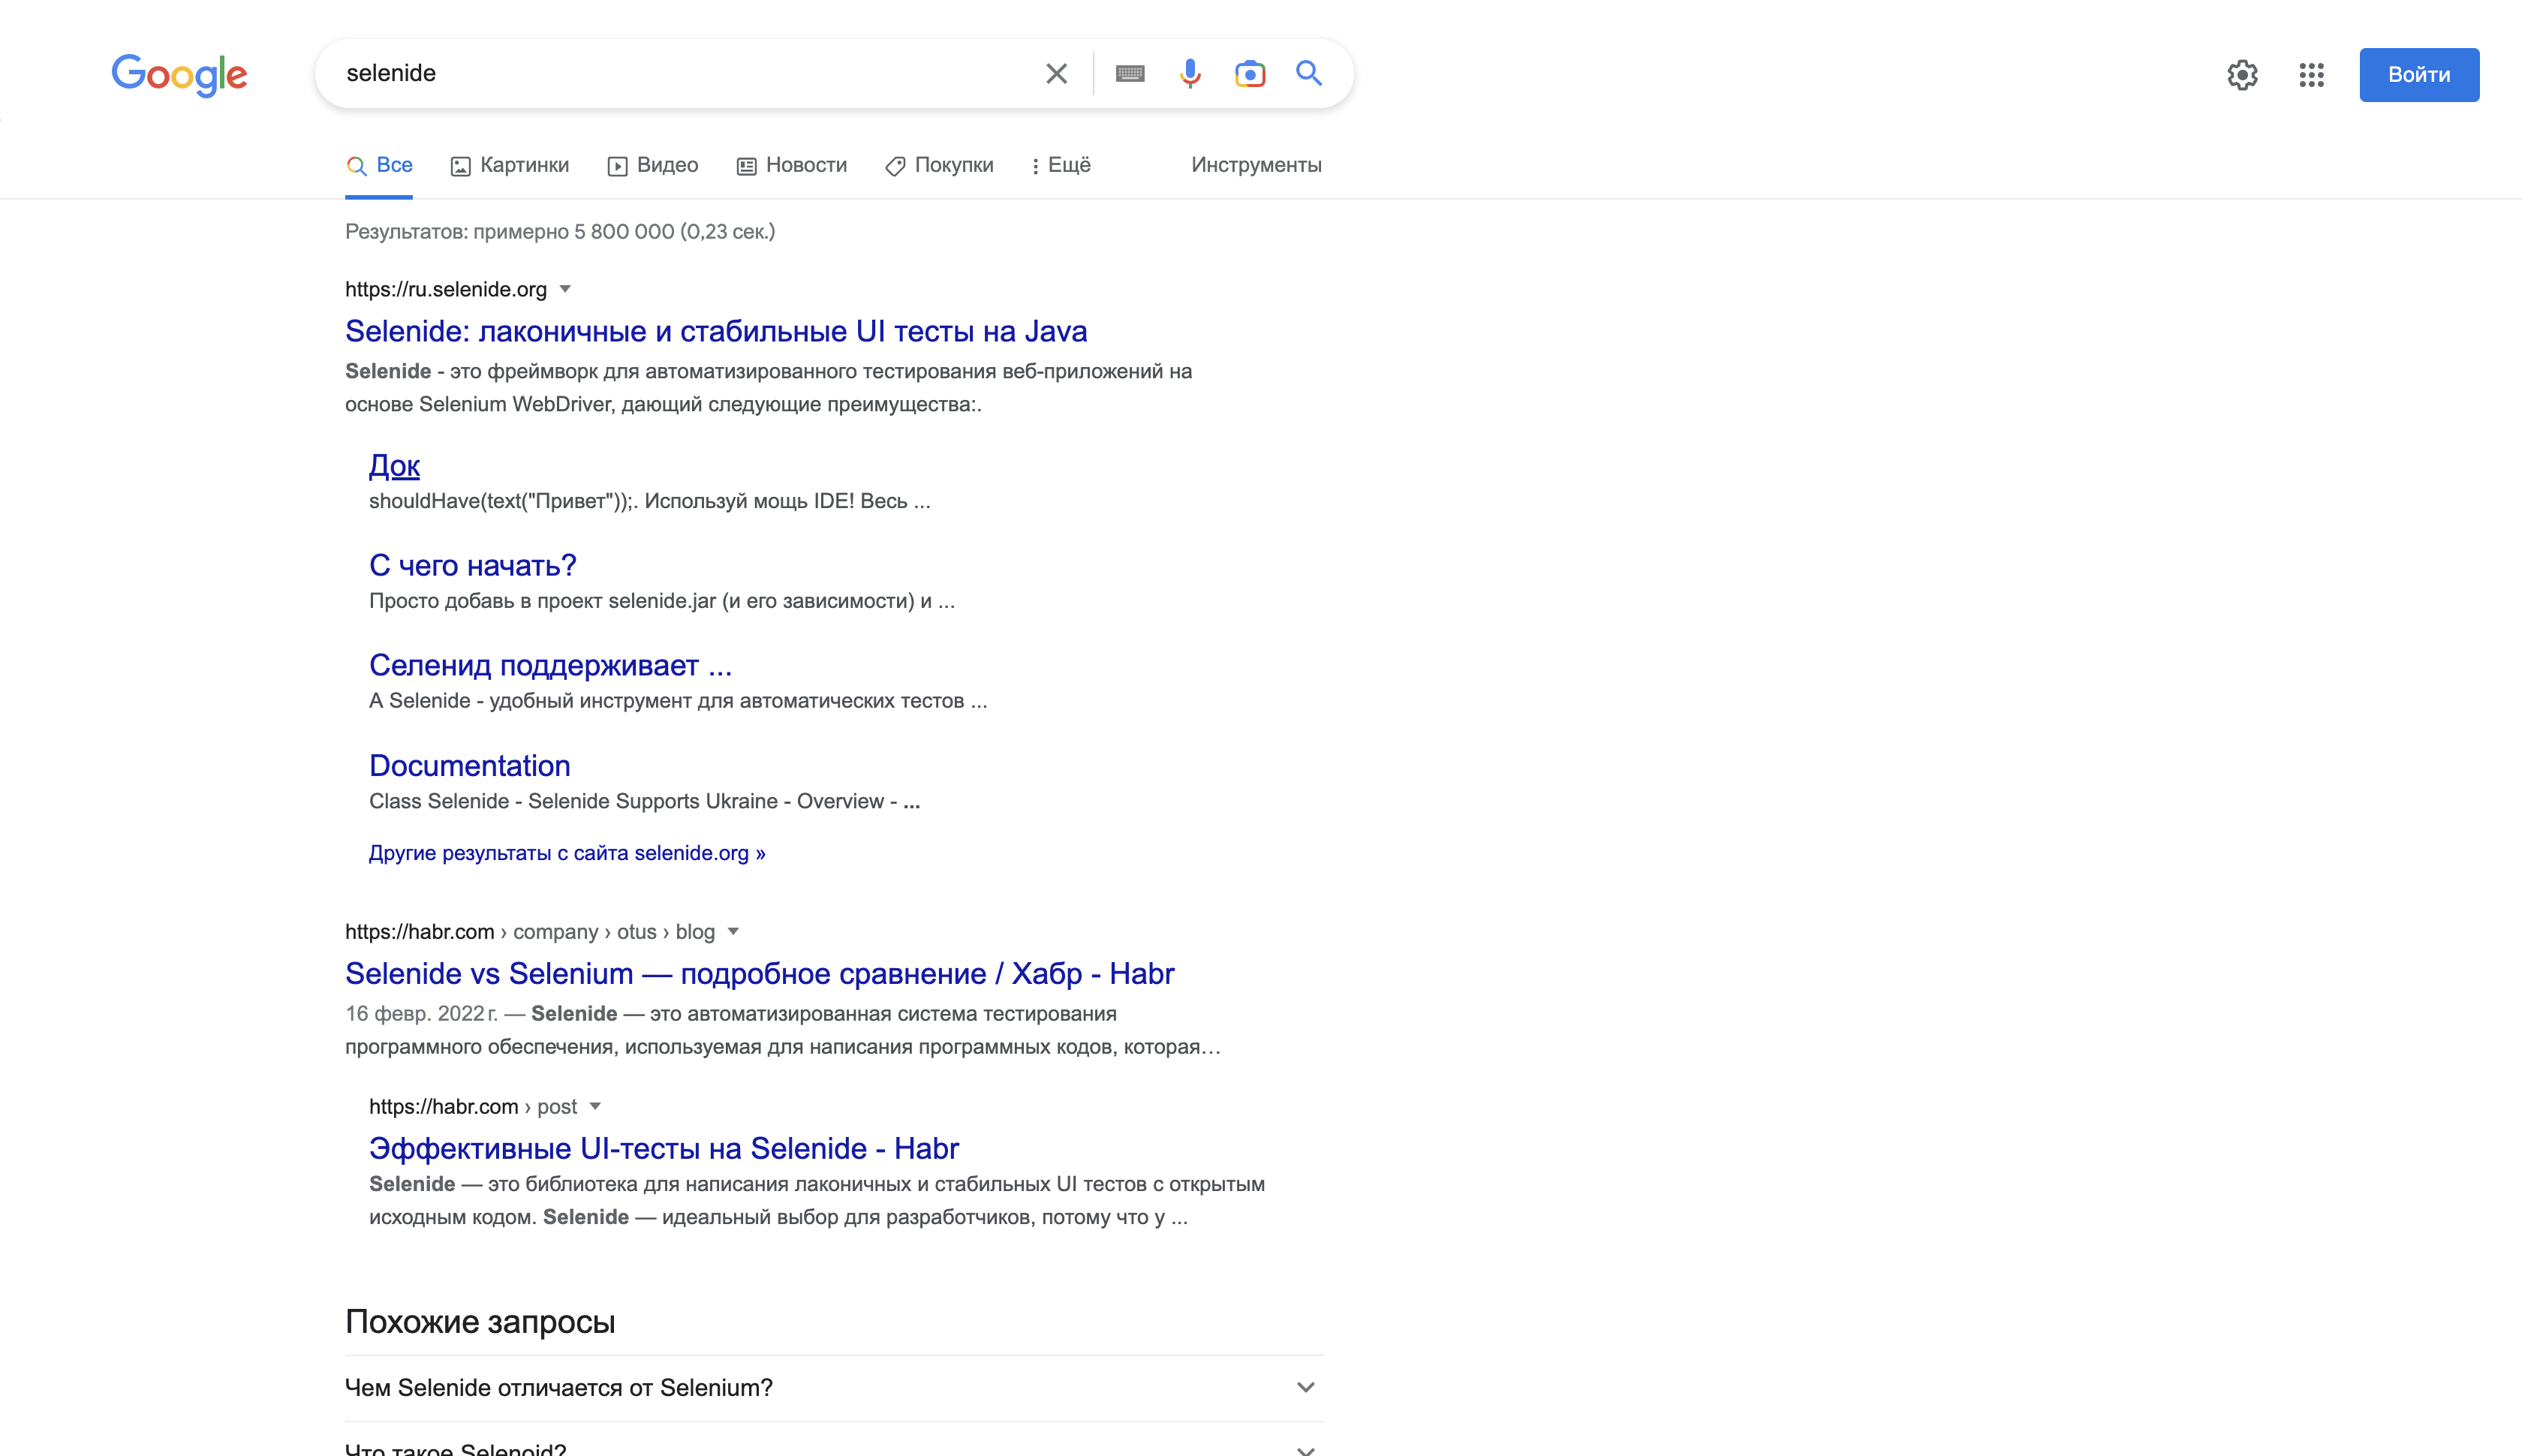 Google
selenide
Войти
Все
Картинки
Видео
Новости
Покупки
Ещё
Инструменты
Результатов: примерно 5 800 000 (0,23 сек.)
https://ru.selenide.org
Selenide: лаконичные и стабильные UI тесты на Java
Selenide - это фреймворк для автоматизированного тестирования веб-приложений на
основе Selenium WebDriver, дающий следующие преимущества:.
Док
shouldHave(text("Привет"));. Используй мощь IDE! Весь ...
С чего начать?
Просто добавь в проект selenide.jar (и его зависимости) и ...
Селенид поддерживает ...
А Selenide - удобный инструмент для автоматических тестов ...
Documentation
Class Selenide - Selenide Supports Ukraine - Overview - ...
Другие результаты с сайта selenide.org »
https://habr.com › company › otus › blog
Selenide vs Selenium — подробное сравнение / Хабр - Habr
16 февр. 2022 г. — Selenide — это автоматизированная система тестирования
программного обеспечения, используемая для написания программных кодов, которая...
https://habr.com › post
Эффективные UI-тесты на Selenide - Habr
Selenide — это библиотека для написания лаконичных и стабильных UI тестов с открытым
исходным кодом. Selenide — идеальный выбор для разработчиков, потому что у ...
Похожие запросы
Чем Selenide отличается от Selenium?
Что такое Selenoid?